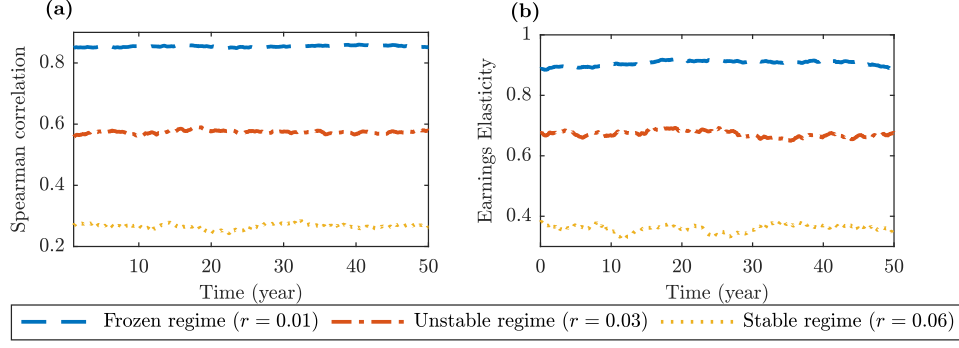 (a)
Spearman correlation
0.8
0.6
0.4
0.2
10 20 30 40 50
Time (year)
(b)
Earnings Elasticity
1
0.8
0.6
0.4
0 10 20 30 40 50
Time (year)
Frozen regime (r = 0.01) Unstable regime (r = 0.03) Stable regime (r = 0.06)